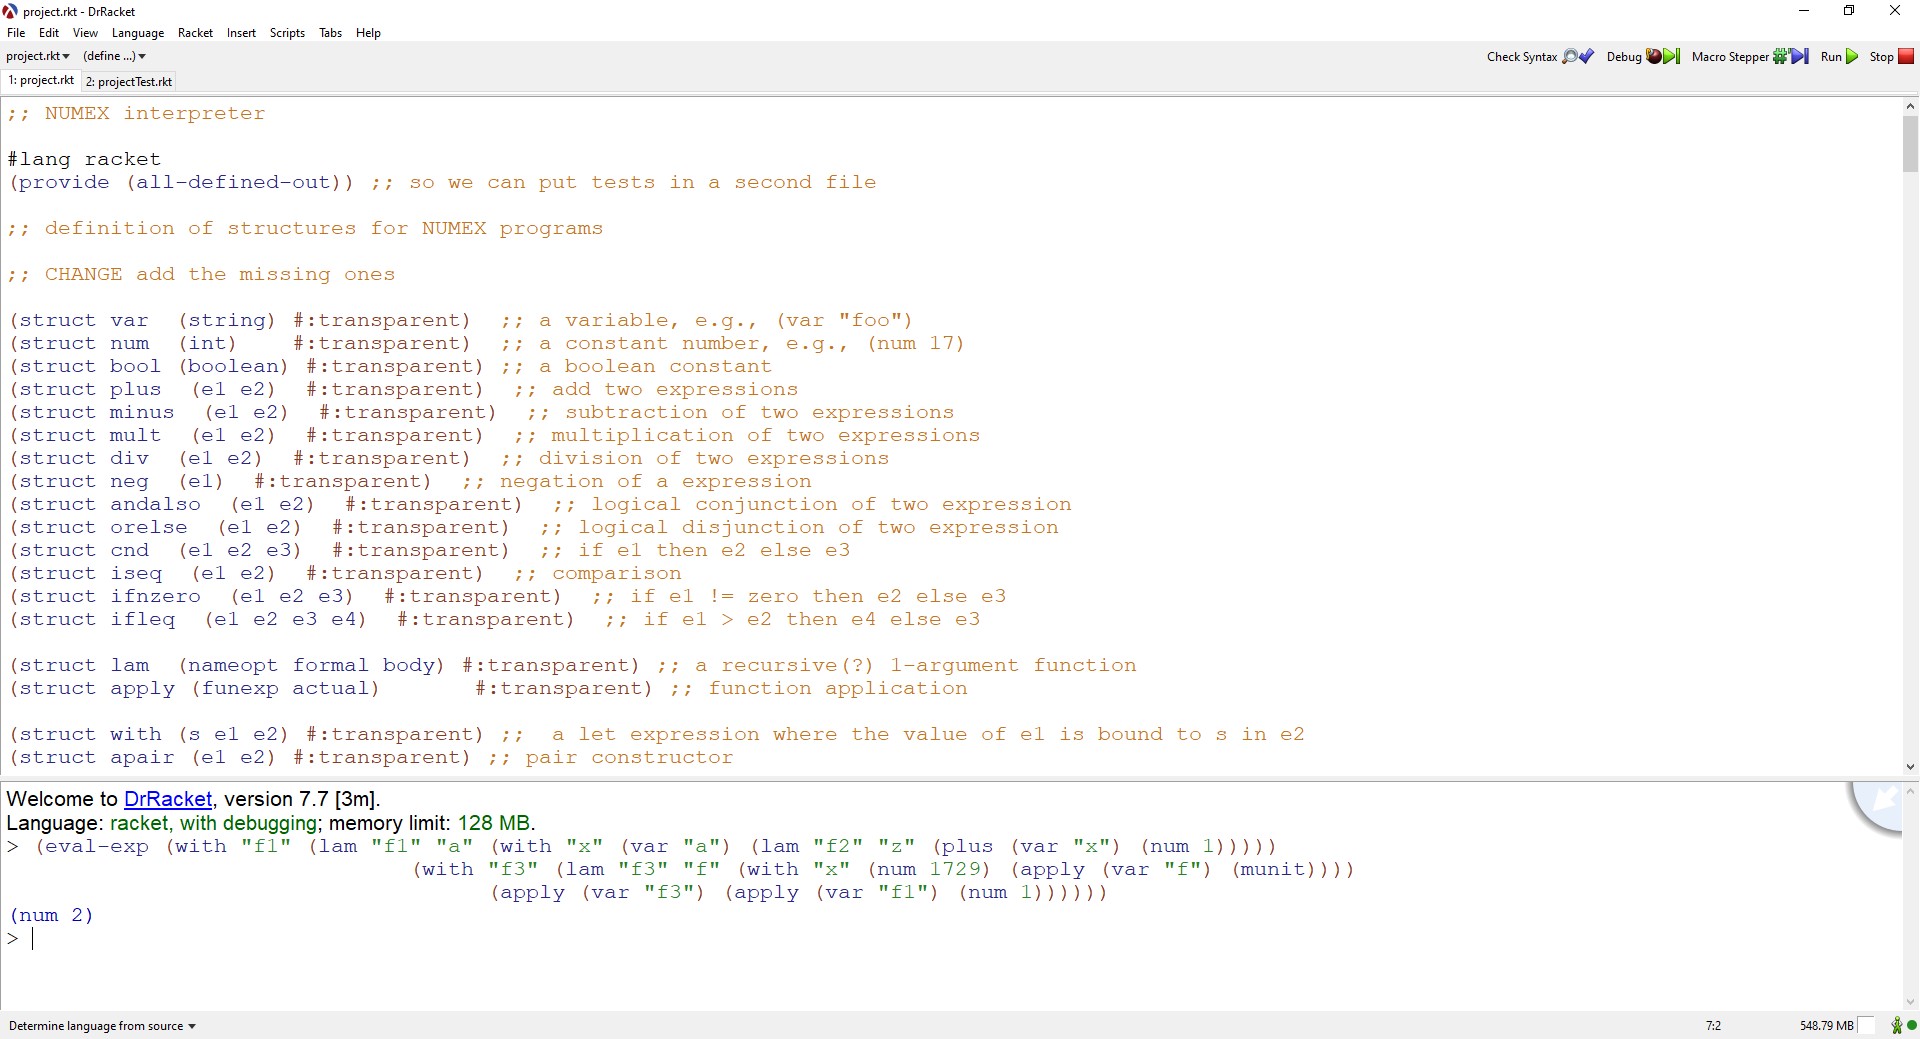 project.rkt - DrRacket
File Edit View Language Racket Insert Scripts Tabs Help
project.rkt▾ (define ...)▾ Check Syntax Debug Macro Stepper Run Stop
1: project.rkt 2: projectTest.rkt
;; NUMEX interpreter
#lang racket
(provide (all-defined-out)) ;; so we can put tests in a second file
;; definition of structures for NUMEX programs
;; CHANGE add the missing ones
(struct var  (string) #:transparent)  ;; a variable, e.g., (var "foo")
(struct num  (int)    #:transparent)  ;; a constant number, e.g., (num 17)
(struct bool (boolean) #:transparent) ;; a boolean constant
(struct plus  (e1 e2)  #:transparent)  ;; add two expressions
(struct minus  (e1 e2)  #:transparent)  ;; subtraction of two expressions
(struct mult  (e1 e2)  #:transparent)  ;; multiplication of two expressions
(struct div  (e1 e2)  #:transparent)  ;; division of two expressions
(struct neg  (e1)  #:transparent)  ;; negation of a expression
(struct andalso  (e1 e2)  #:transparent)  ;; logical conjunction of two expression
(struct orelse  (e1 e2)  #:transparent)  ;; logical disjunction of two expression
(struct cnd  (e1 e2 e3)  #:transparent)  ;; if e1 then e2 else e3
(struct iseq  (e1 e2)  #:transparent)  ;; comparison
(struct ifnzero  (e1 e2 e3)  #:transparent)  ;; if e1 != zero then e2 else e3
(struct ifleq  (e1 e2 e3 e4)  #:transparent)  ;; if e1 > e2 then e4 else e3
(struct lam  (nameopt formal body) #:transparent) ;; a recursive(?) 1-argument function
(struct apply (funexp actual)       #:transparent) ;; function application
(struct with (s e1 e2) #:transparent) ;;  a let expression where the value of e1 is bound to s in e2
(struct apair (e1 e2) #:transparent) ;; pair constructor
Welcome to DrRacket, version 7.7 [3m].
Language: racket, with debugging; memory limit: 128 MB.
> (eval-exp (with "f1" (lam "f1" "a" (with "x" (var "a") (lam "f2" "z" (plus (var "x") (num 1)))))
(with "f3" (lam "f3" "f" (with "x" (num 1729) (apply (var "f") (munit))))
(apply (var "f3") (apply (var "f1") (num 1))))))
(num 2)
>
Determine language from source ▾ 7:2 548.79 MB